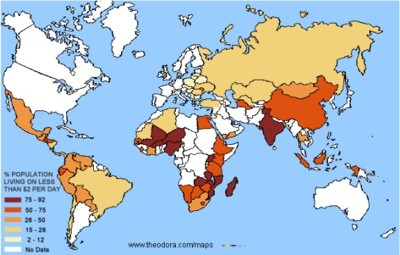 % POPULATION
LIVING ON LESS
THAN $2 PER DAY
75 - 92
50 - 75
28 - 50
15 - 28
2 - 12
No Data
www.theodora.com/maps